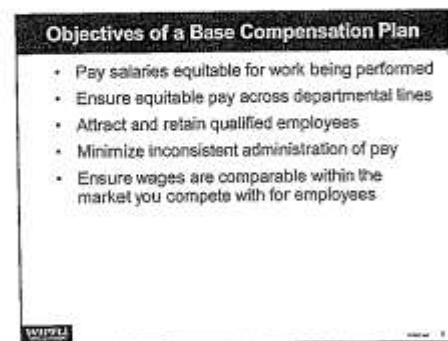 Objectives of a Base Compensation Plan
• Pay salaries equitable for work being performed
• Ensure equitable pay across departmental lines
• Attract and retain qualified employees
• Minimize inconsistent administration of pay
• Ensure wages are comparable within the
market you compete with for employees
WIPFLI